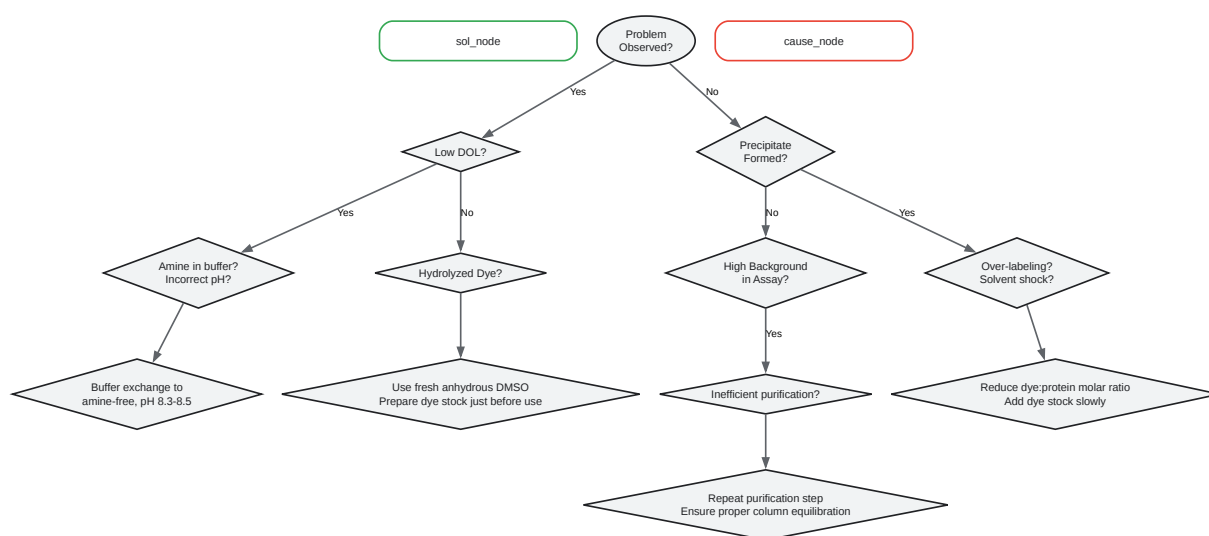 sol_node
Problem
Observed?
cause_node
Yes
No
Low DOL?
Precipitate
Formed?
Yes
No
No
Yes
Amine in buffer?
Incorrect pH?
Hydrolyzed Dye?
High Background
in Assay?
Over-labeling?
Solvent shock?
Yes
Buffer exchange to
amine-free, pH 8.3-8.5
Use fresh anhydrous DMSO
Prepare dye stock just before use
Inefficient purification?
Reduce dye:protein molar ratio
Add dye stock slowly
Repeat purification step
Ensure proper column equilibration